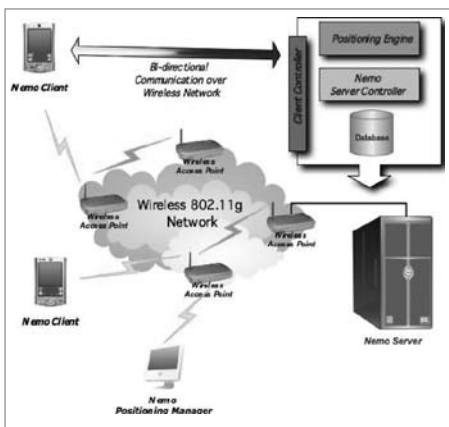 Nemo Client
Bi-directional
Communication over
Wireless Network
Client Controller
Positioning Engine
Nemo
Server Controller
Database
Wireless
Access Point
Wireless
Access Point
Wireless 802.11g
Network
Wireless
Access Point
Wireless
Access Point
Nemo Client
Nemo Server
Nemo
Positioning Manager